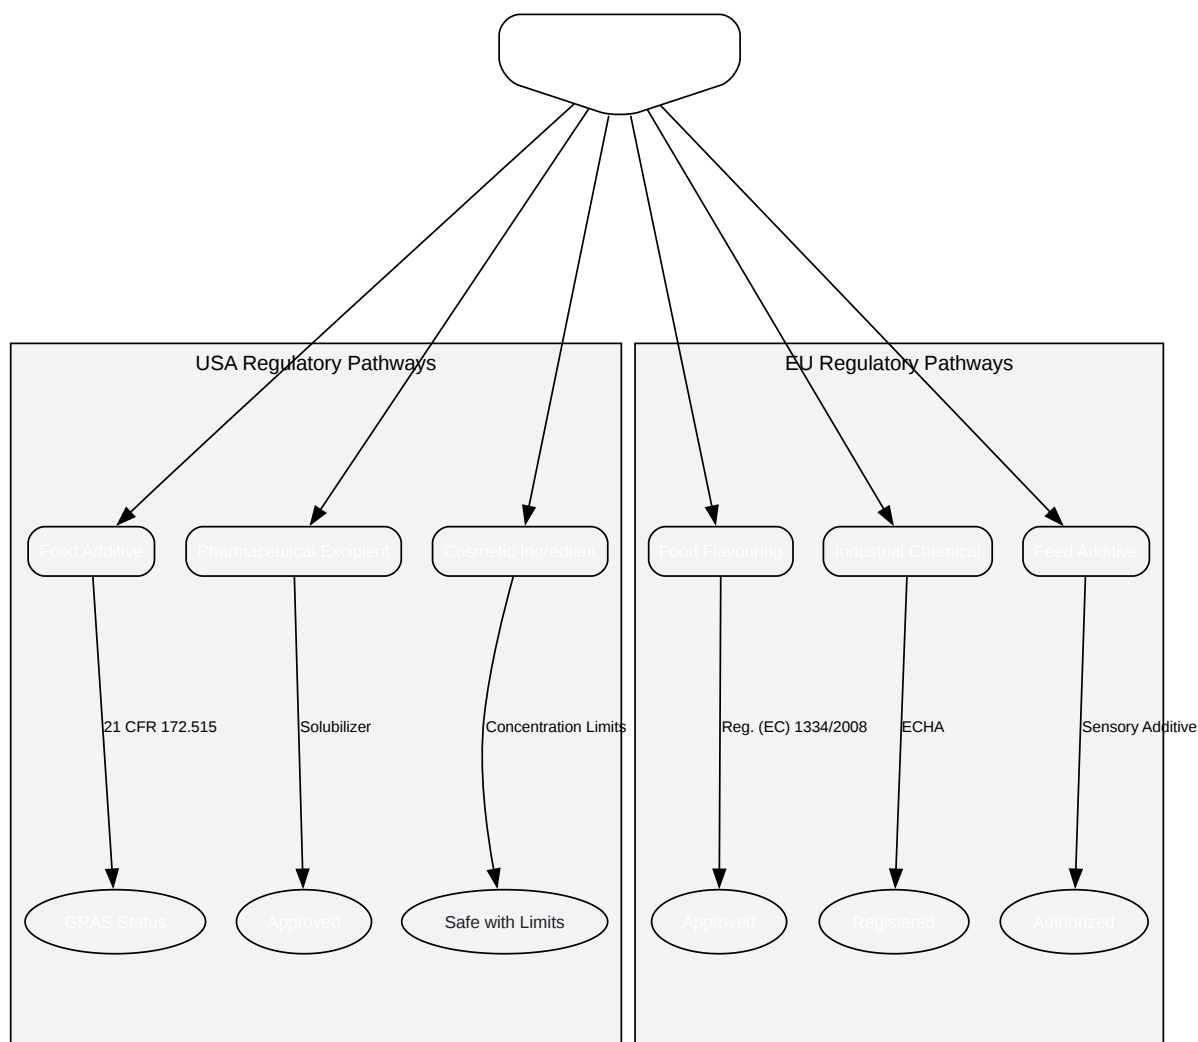 USA Regulatory Pathways
EU Regulatory Pathways
Food Additive
Pharmaceutical Excipient
Cosmetic Ingredient
Food Flavouring
Industrial Chemical
Feed Additive
21 CFR 172.515
Solubilizer
Concentration Limits
Reg. (EC) 1334/2008
ECHA
Sensory Additive
GRAS Status
Approved
Safe with Limits
Approved
Registered
Authorized